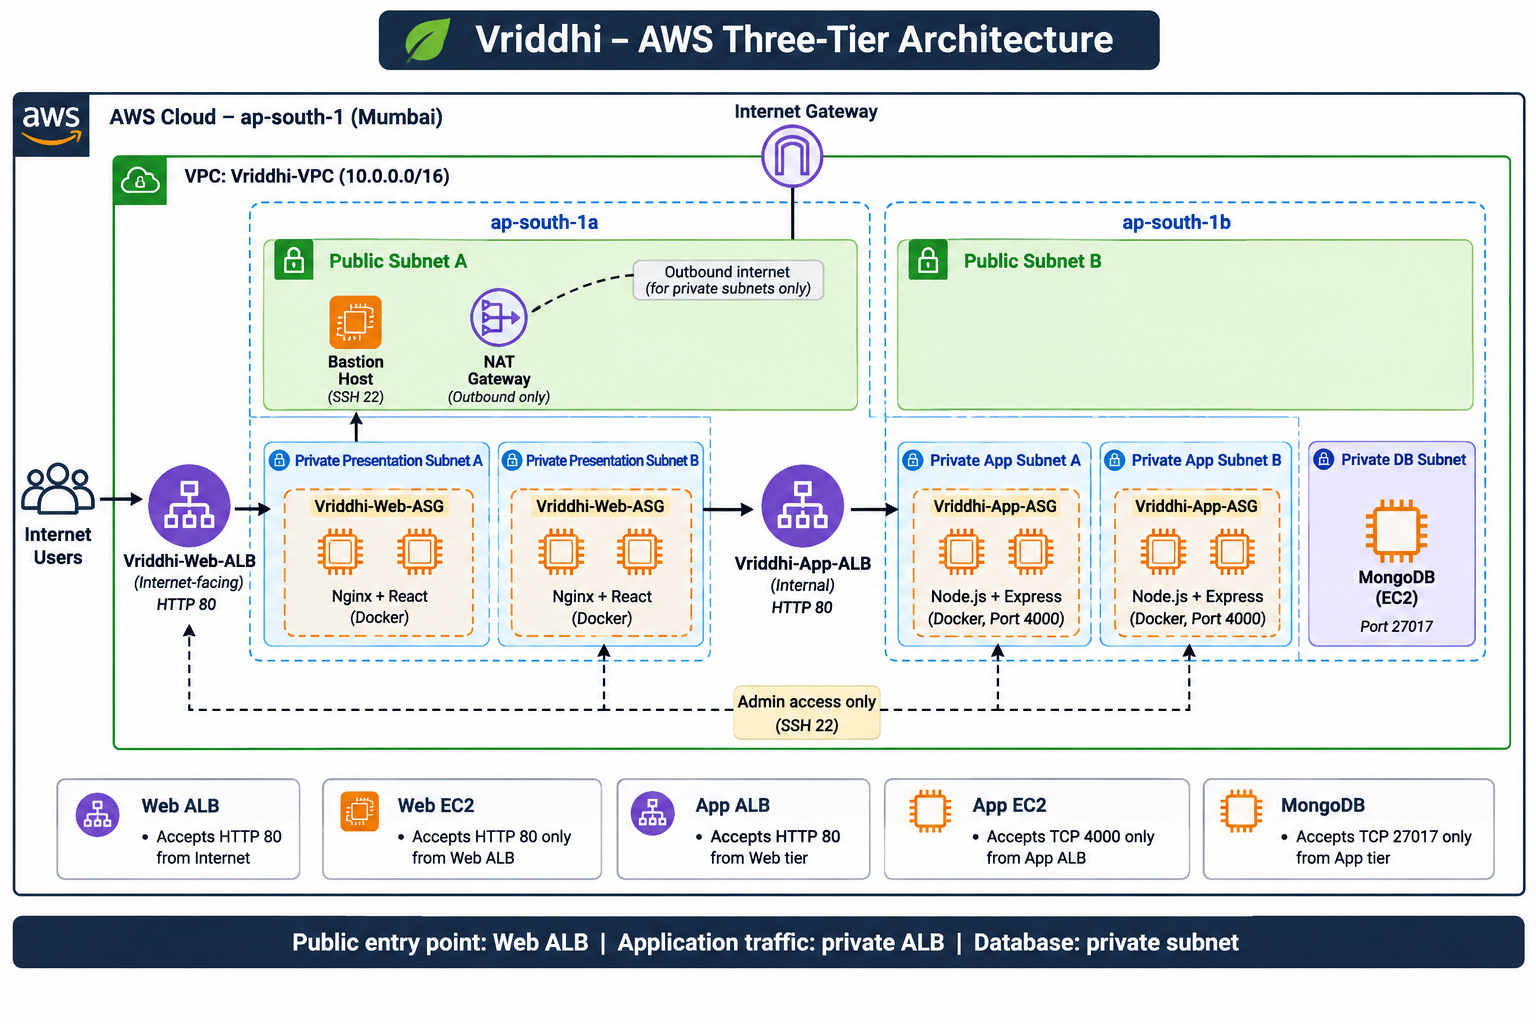 Vriddhi – AWS Three-Tier Architecture
aws
AWS Cloud – ap-south-1 (Mumbai)
Internet Gateway
VPC: Vriddhi-VPC (10.0.0.0/16)
ap-south-1a
ap-south-1b
Public Subnet A
Outbound internet
(for private subnets only)
Bastion
Host
(SSH 22)
NAT
Gateway
(Outbound only)
Public Subnet B
Internet
Users
Vriddhi-Web-ALB
(Internet-facing)
HTTP 80
Private Presentation Subnet A
Vriddhi-Web-ASG
Nginx + React
(Docker)
Private Presentation Subnet B
Vriddhi-Web-ASG
Nginx + React
(Docker)
Vriddhi-App-ALB
(Internal)
HTTP 80
Private App Subnet A
Vriddhi-App-ASG
Node.js + Express
(Docker, Port 4000)
Private App Subnet B
Vriddhi-App-ASG
Node.js + Express
(Docker, Port 4000)
Private DB Subnet
MongoDB
(EC2)
Port 27017
Admin access only
(SSH 22)
Web ALB
• Accepts HTTP 80
from Internet
Web EC2
• Accepts HTTP 80 only
from Web ALB
App ALB
• Accepts HTTP 80
from Web tier
App EC2
• Accepts TCP 4000 only
from App ALB
MongoDB
• Accepts TCP 27017 only
from App tier
Public entry point: Web ALB | Application traffic: private ALB | Database: private subnet